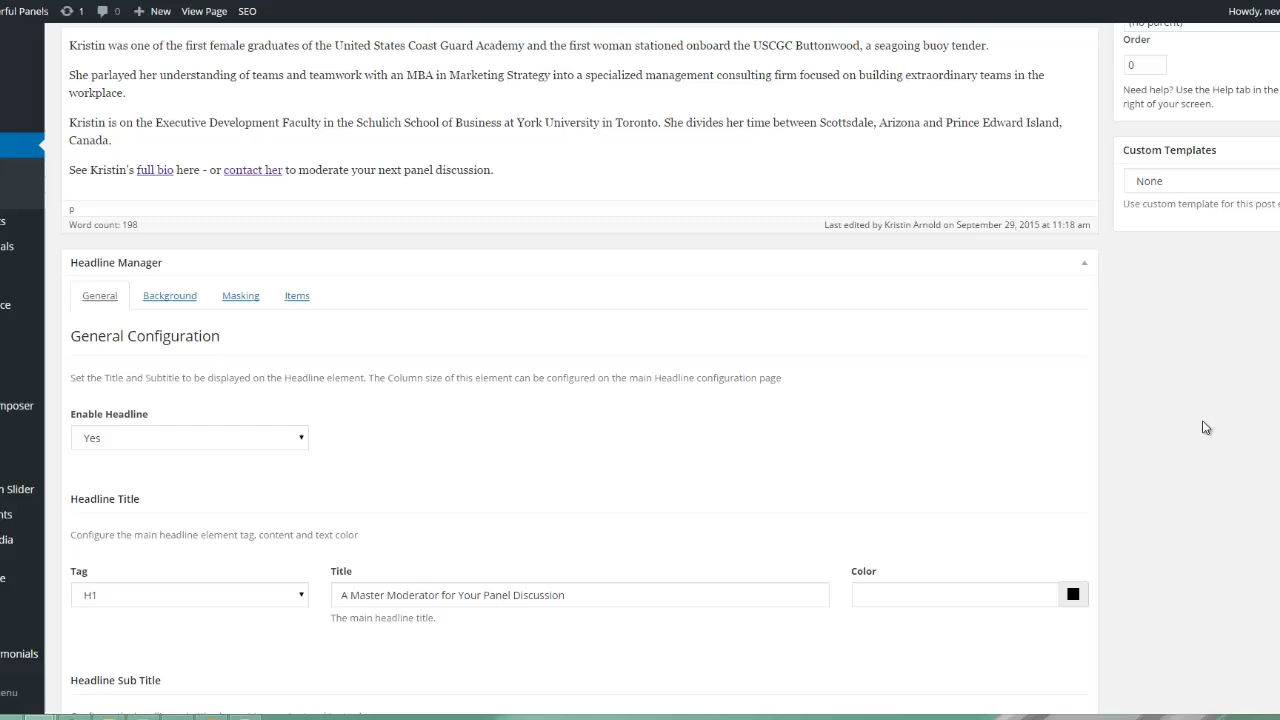 erful Panels 1 0 New View Page SEO Howdy, new
Kristin was one of the first female graduates of the United States Coast Guard Academy and the first woman stationed onboard the USCGC Buttonwood, a seagoing buoy tender.
She parlayed her understanding of teams and teamwork with an MBA in Marketing Strategy into a specialized management consulting firm focused on building extraordinary teams in the
workplace.
Kristin is on the Executive Development Faculty in the Schulich School of Business at York University in Toronto. She divides her time between Scottsdale, Arizona and Prince Edward Island,
Canada.
See Kristin's full bio here - or contact her to moderate your next panel discussion.
p
Word count: 198 Last edited by Kristin Arnold on September 29, 2015 at 11:18 am
Headline Manager
General Background Masking Items
General Configuration
Set the Title and Subtitle to be displayed on the Headline element. The Column size of this element can be configured on the main Headline configuration page
Enable Headline
Yes
Headline Title
Configure the main headline element tag, content and text color
Tag Title Color
H1 A Master Moderator for Your Panel Discussion
The main headline title.
Headline Sub Title
(no parent)
Order
0
Need help? Use the Help tab in the
right of your screen.
Custom Templates
None
Use custom template for this post e
ts
als
ce
mposer
n Slider
nts
dia
e
monials
enu